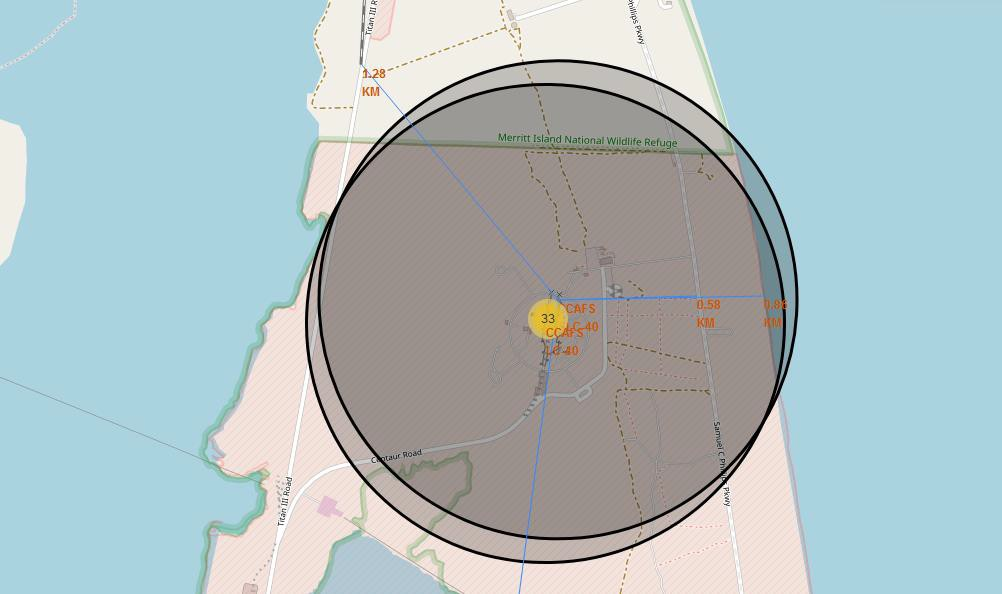 Titan III R
Phillips Pkwy
1.28
KM
Merritt Island National Wildlife Refuge
0.58
KM
0.86
KM
33
CCAFS
LC-40
CCAFS
LC-40
Centaur Road
Titan III Road
Samuel C Phillips Pkwy